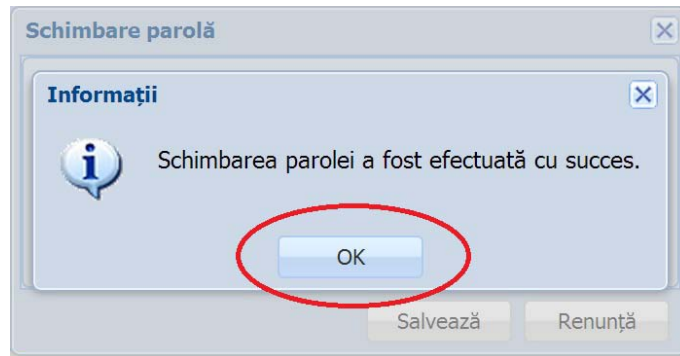 Schimbare parolă
Informații
Schimbarea parolei a fost efectuată cu succes.
OK
Salvează Renunță